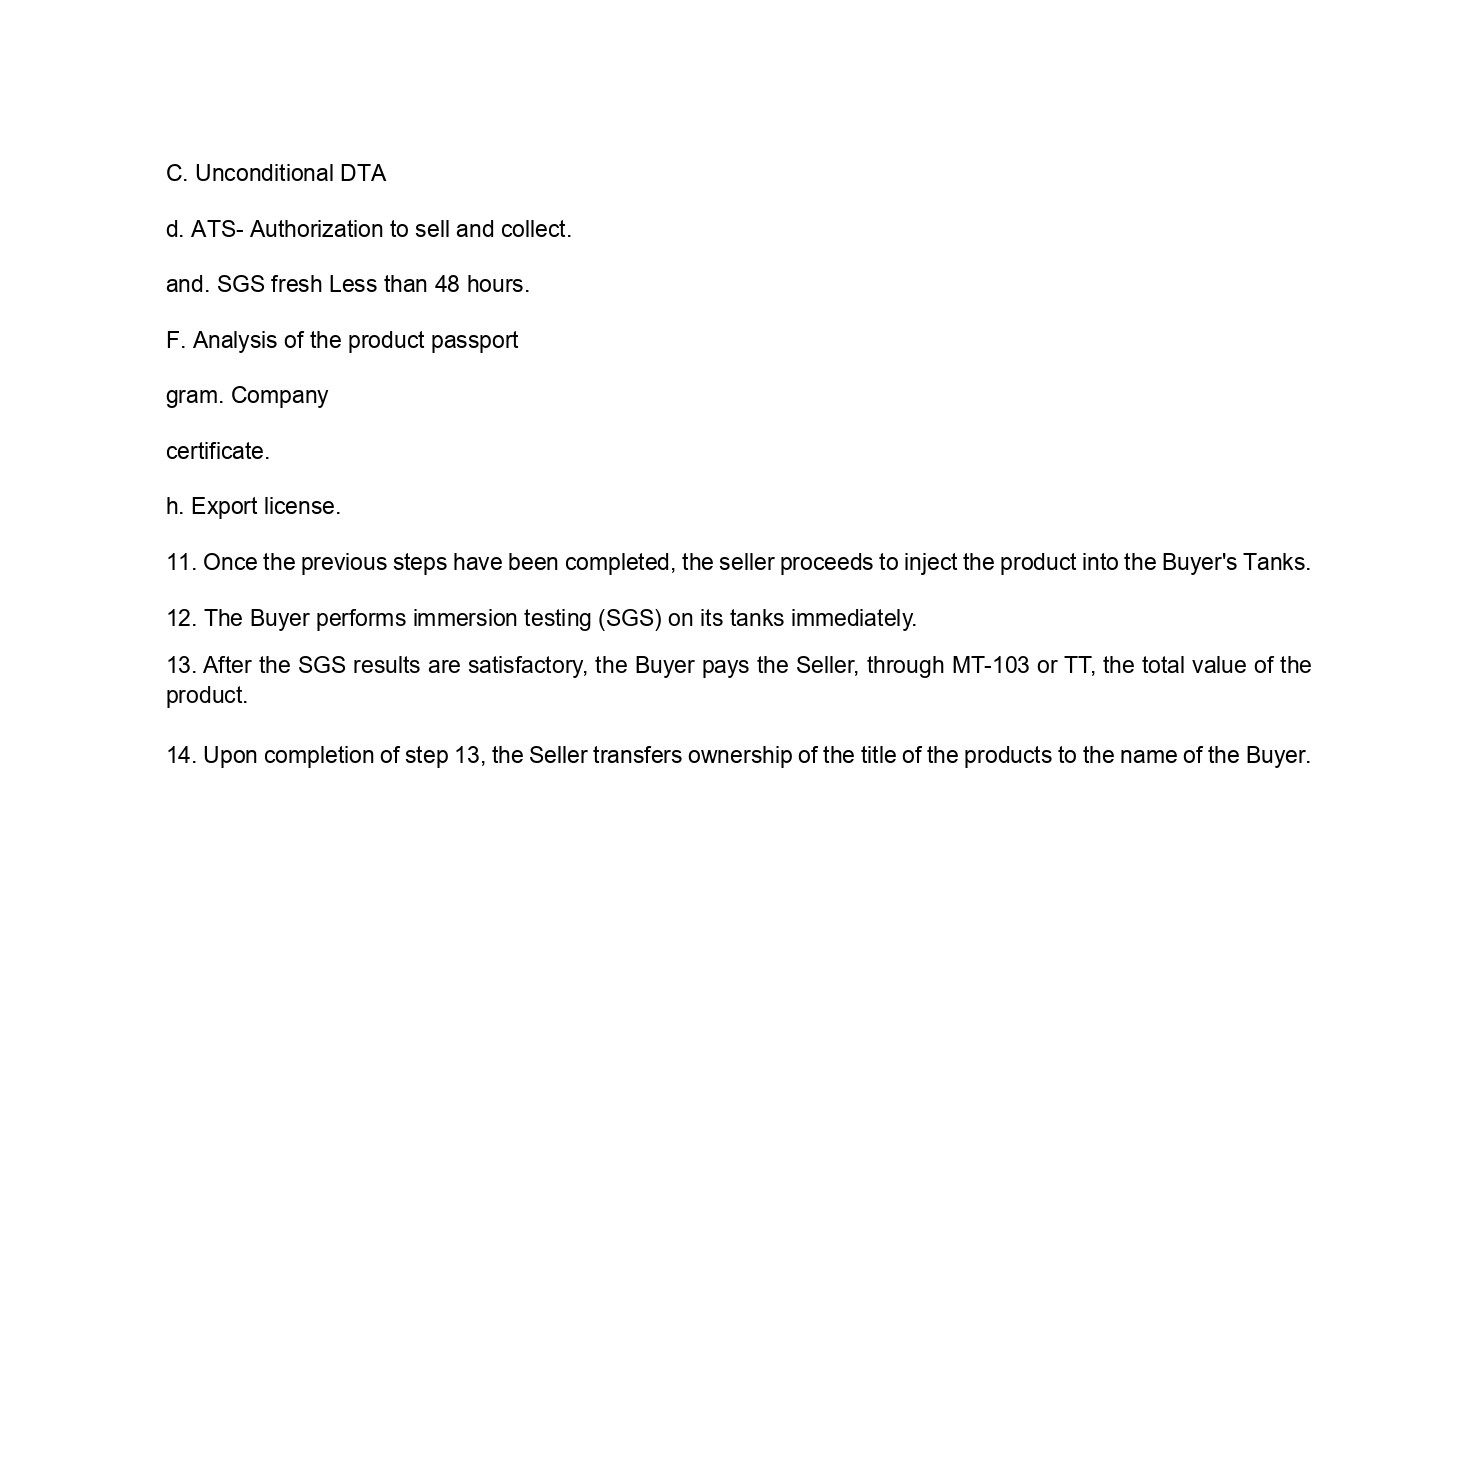 C. Unconditional DTA
d. ATS- Authorization to sell and collect.
and. SGS fresh Less than 48 hours.
F. Analysis of the product passport
gram. Company
certificate.
h. Export license.
11. Once the previous steps have been completed, the seller proceeds to inject the product into the Buyer's Tanks.
12. The Buyer performs immersion testing (SGS) on its tanks immediately.
13. After the SGS results are satisfactory, the Buyer pays the Seller, through MT-103 or TT, the total value of the
product.
14. Upon completion of step 13, the Seller transfers ownership of the title of the products to the name of the Buyer.